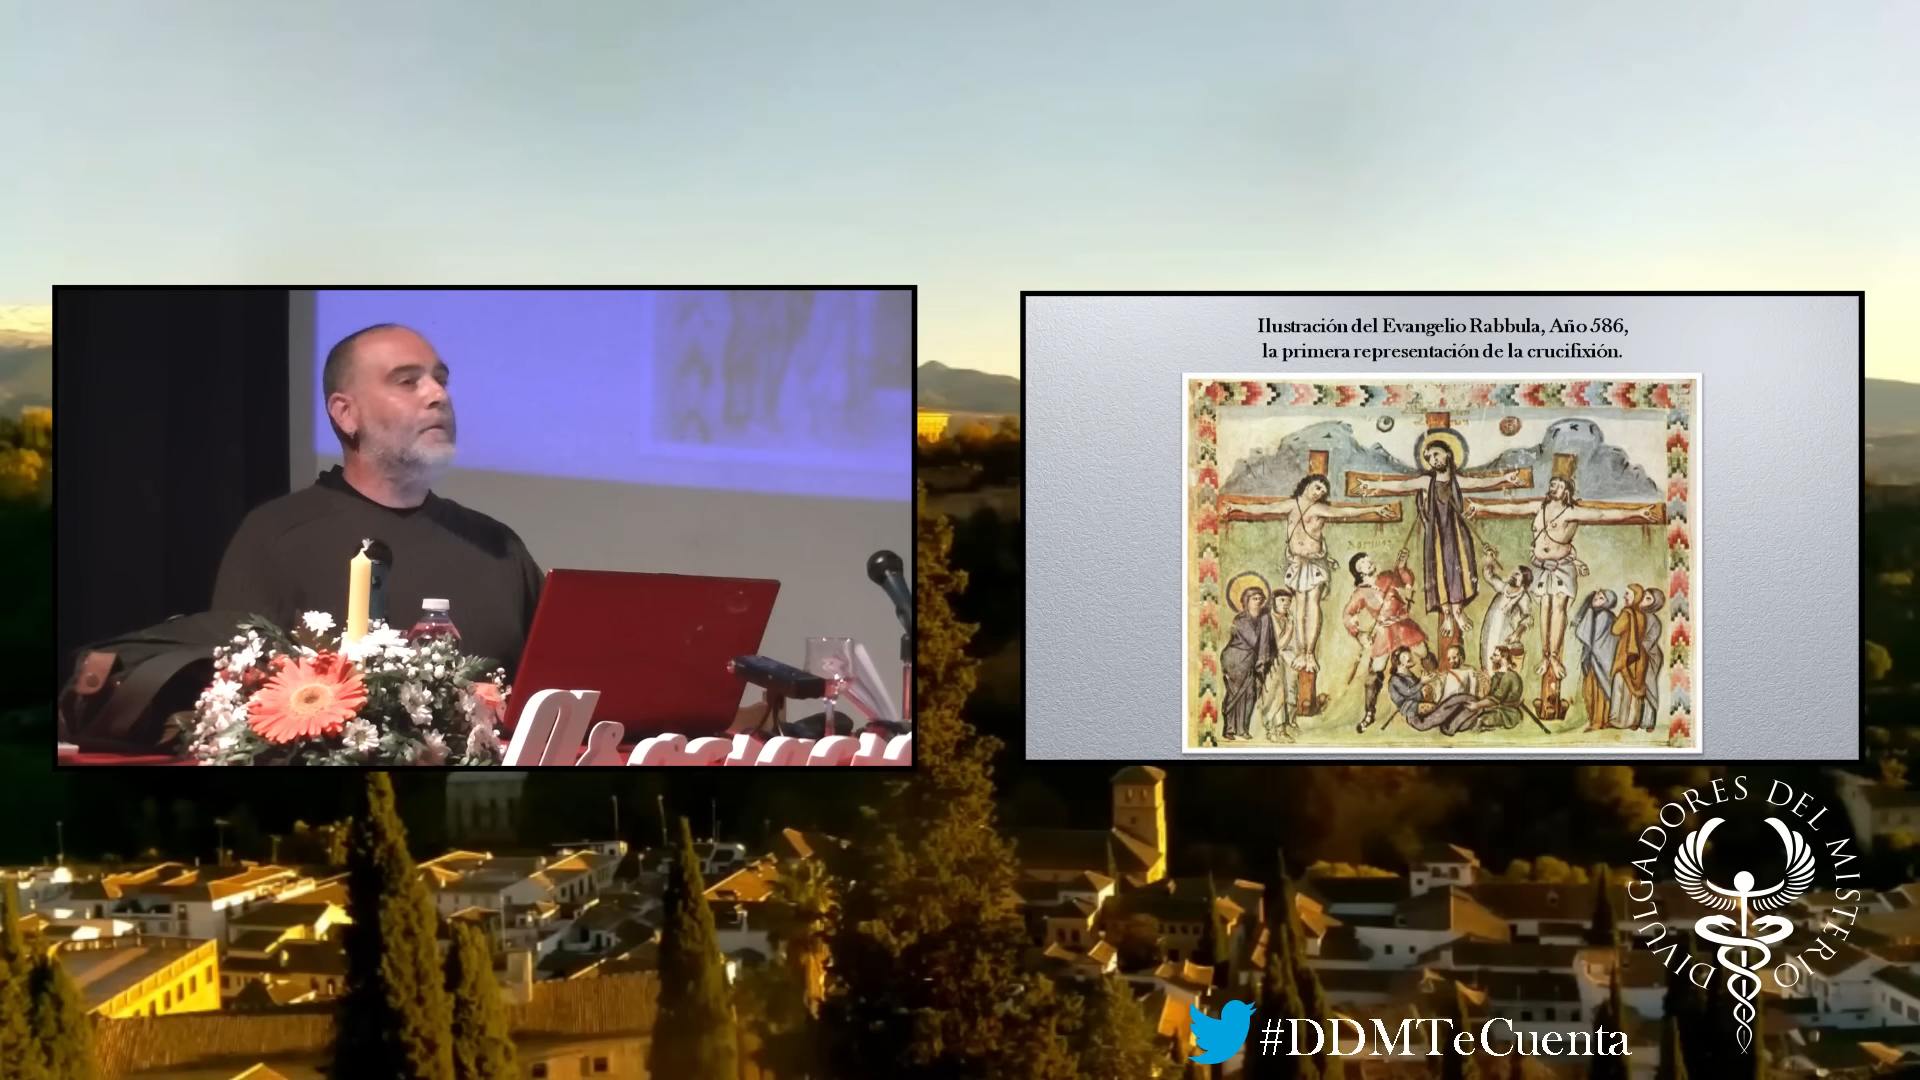 Ilustración del Evangelio Rabbula, Año 586,
la primera representación de la crucifixión.
DIVULGADORES DEL MISTERIO
#DDMTeCuenta